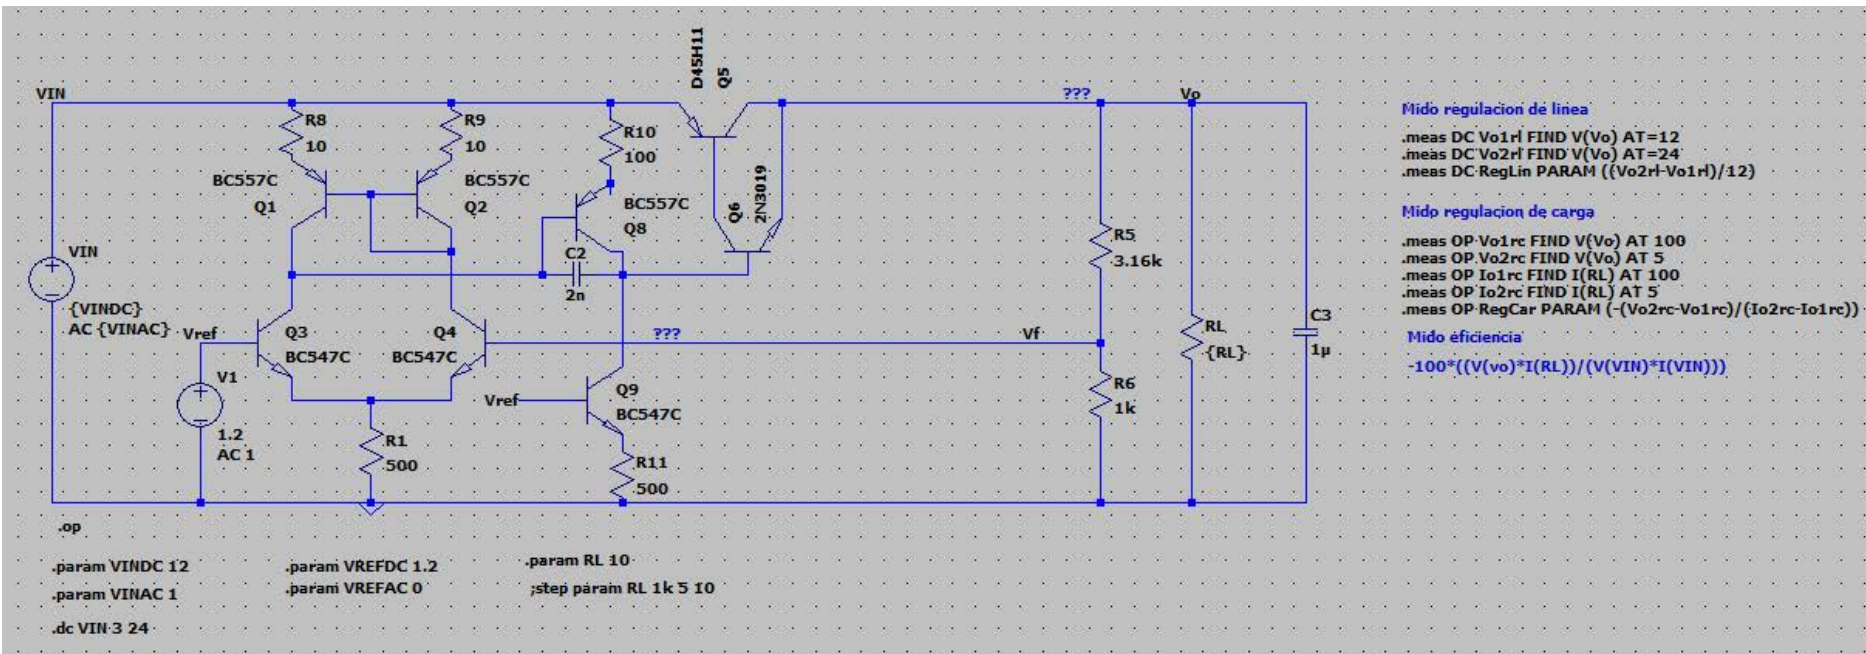 VIN
R8
10
R9
10
BC557C
Q1
BC557C
Q2
R10
100
BC557C
Q8
C2
2n
D45H11
Q5
Q6
2N3019
???
Vo
R5
3.16k
VIN
{VINDC}
AC {VINAC}
Vref
Q3
BC547C
Q4
BC547C
???
Vf
V1
1.2
AC 1
Vref
Q9
BC547C
R1
500
R11
500
R6
1k
RL
{RL}
C3
1µ
Mido regulacion de linea
.meas DC Vo1rl FIND V(Vo) AT=12
.meas DC Vo2rl FIND V(Vo) AT=24
.meas DC RegLin PARAM ((Vo2rl-Vo1rl)/12)
Mido regulacion de carga
.meas OP Vo1rc FIND V(Vo) AT 100
.meas OP Vo2rc FIND V(Vo) AT 5
.meas OP Io1rc FIND I(RL) AT 100
.meas OP Io2rc FIND I(RL) AT 5
.meas OP RegCar PARAM (-(Vo2rc-Vo1rc)/(Io2rc-Io1rc))
Mido eficiencia
-100*((V(vo)*I(RL))/(V(VIN)*I(VIN)))
.op
.param VINDC 12
.param VINAC 1
.param VREFDC 1.2
.param VREFAC 0
.param RL 10
;step param RL 1k 5 10
.dc VIN 3 24